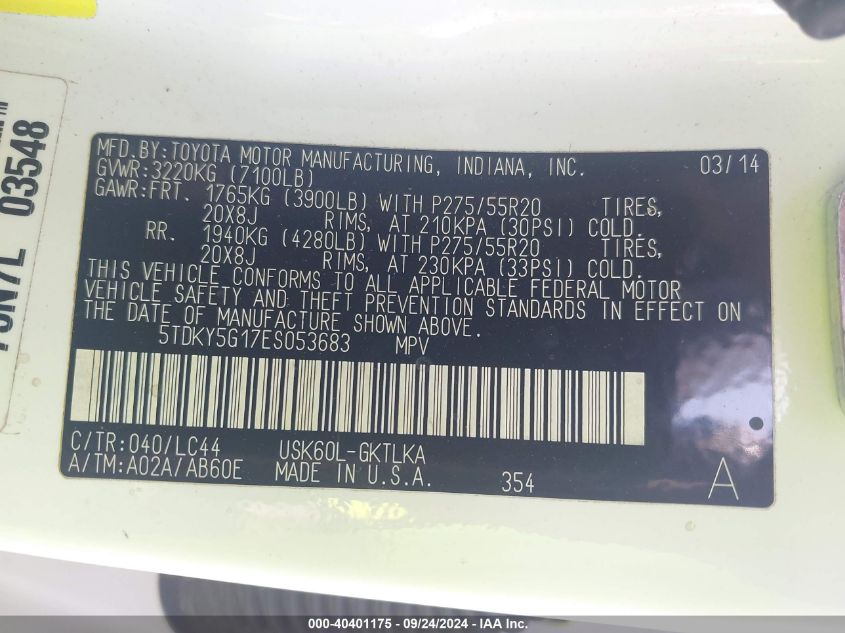 MFD.BY:TOYOTA MOTOR MANUFACTURING, INDIANA, INC. 03/14
GVWR:3220KG (7100LB)
GAWR:FRT. 1765KG (3900LB) WITH P275/55R20 TIRES,
20X8J RIMS, AT 210KPA (30PSI) COLD.
RR. 1940KG (4280LB) WITH P275/55R20 TIRES,
20X8J RIMS, AT 230KPA (33PSI) COLD.
THIS VEHICLE CONFORMS TO ALL APPLICABLE FEDERAL MOTOR
VEHICLE SAFETY AND THEFT PREVENTION STANDARDS IN EFFECT ON
THE DATE OF MANUFACTURE SHOWN ABOVE.
5TDKY5G17ES053683 MPV
C/TR:040/LC44 USK60L-GKTLKA
A/TM:A02A/AB60E MADE IN U.S.A. 354 A
03548
000-40401175 - 09/24/2024 - IAA Inc.